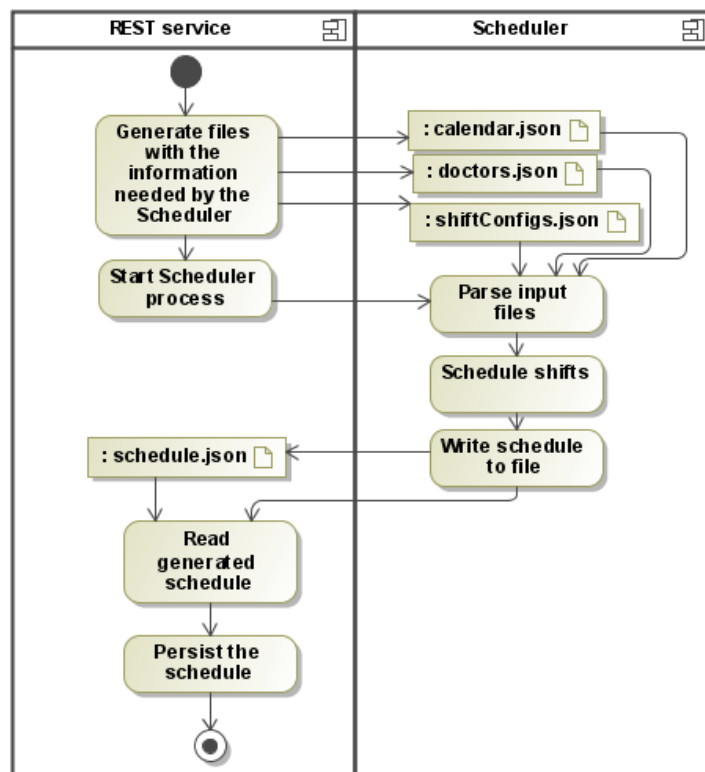 REST service
Scheduler
Generate files
with the
information
needed by the
Scheduler
: calendar.json
: doctors.json
:shiftConfigs.json
Start Scheduler
process
Parse input
files
Schedule shifts
Write schedule
to file
: schedule.json
Read
generated
schedule
Persist the
schedule